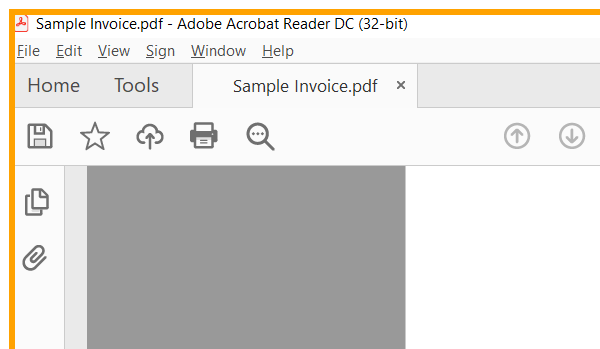 Sample Invoice.pdf - Adobe Acrobat Reader DC (32-bit)
File Edit View Sign Window Help
Home Tools Sample Invoice.pdf ×